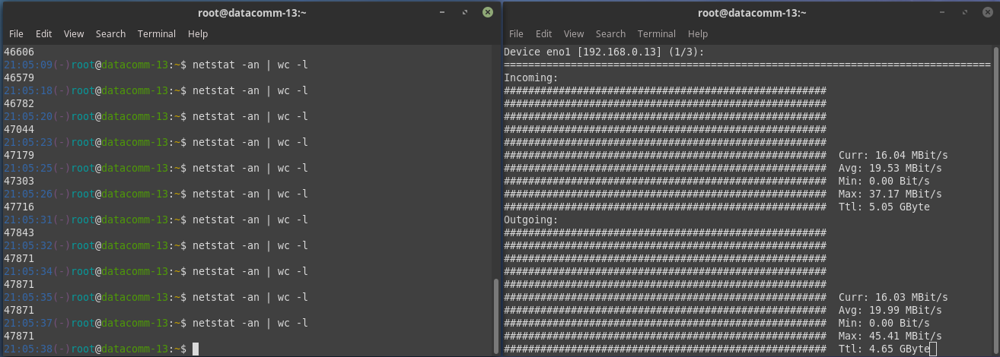 root@datacomm-13:~
File Edit View Search Terminal Help
46606
21:05:09(-)root@datacomm-13:~$ netstat -an | wc -l
46579
21:05:18(-)root@datacomm-13:~$ netstat -an | wc -l
46782
21:05:20(-)root@datacomm-13:~$ netstat -an | wc -l
47044
21:05:23(-)root@datacomm-13:~$ netstat -an | wc -l
47179
21:05:25(-)root@datacomm-13:~$ netstat -an | wc -l
47303
21:05:26(-)root@datacomm-13:~$ netstat -an | wc -l
47716
21:05:31(-)root@datacomm-13:~$ netstat -an | wc -l
47843
21:05:32(-)root@datacomm-13:~$ netstat -an | wc -l
47871
21:05:34(-)root@datacomm-13:~$ netstat -an | wc -l
47871
21:05:35(-)root@datacomm-13:~$ netstat -an | wc -l
47871
21:05:37(-)root@datacomm-13:~$ netstat -an | wc -l
47871
21:05:38(-)root@datacomm-13:~$
root@datacomm-13:~
File Edit View Search Terminal Help
Device eno1 [192.168.0.13] (1/3):
================================================================================
Incoming:
#####################################################
#####################################################
#####################################################
#####################################################
#####################################################
##################################################### Curr: 16.04 MBit/s
##################################################### Avg: 19.53 MBit/s
##################################################### Min: 0.00 Bit/s
##################################################### Max: 37.17 MBit/s
##################################################### Ttl: 5.05 GByte
Outgoing:
#####################################################
#####################################################
#####################################################
#####################################################
#####################################################
##################################################### Curr: 16.03 MBit/s
##################################################### Avg: 19.99 MBit/s
##################################################### Min: 0.00 Bit/s
##################################################### Max: 45.41 MBit/s
##################################################### Ttl: 4.65 GByte